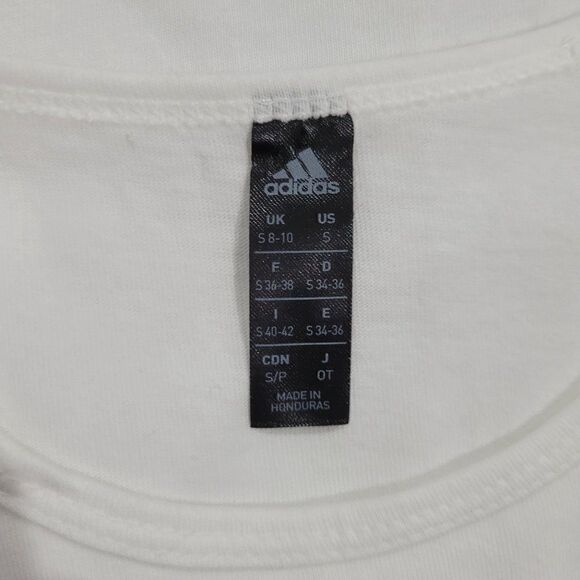 adidas
UK US
S 8-10 S
F D
S 36-38 S 34-36
I E
S 40-42 S 34-36
CDN J
S/P OT
MADE IN
HONDURAS